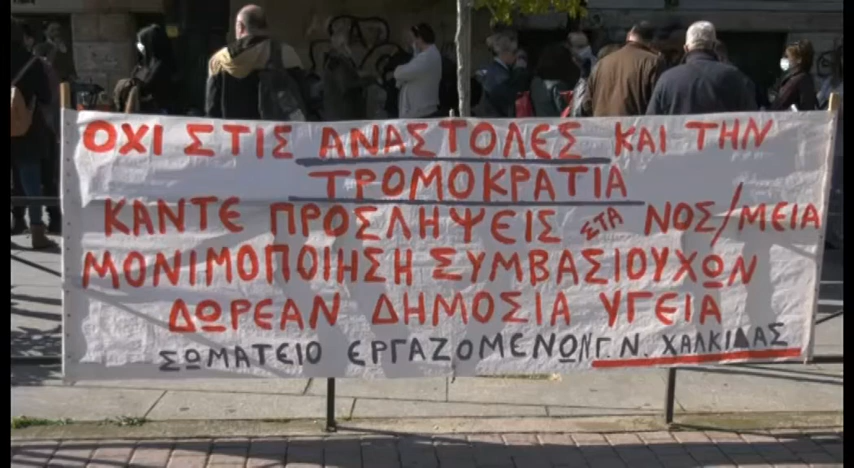 ΟΧΙ ΣΤΙΣ ΑΝΑΣΤΟΛΕΣ ΚΑΙ ΤΗΝ
ΤΡΟΜΟΚΡΑΤΙΑ
ΚΑΝΤΕ ΠΡΟΣΛΗΨΕΙΣ ΣΤΑ ΝΟΣ/ΜΕΙΑ
ΜΟΝΙΜΟΠΟΙΗΣΗ ΣΥΜΒΑΣΙΟΥΧΩΝ
ΔΩΡΕΑΝ ΔΗΜΟΣΙΑ ΥΓΕΙΑ
ΣΩΜΑΤΕΙΟ ΕΡΓΑΖΟΜΕΝΩΝ Γ.Ν. ΧΑΛΚΙΔΑΣ